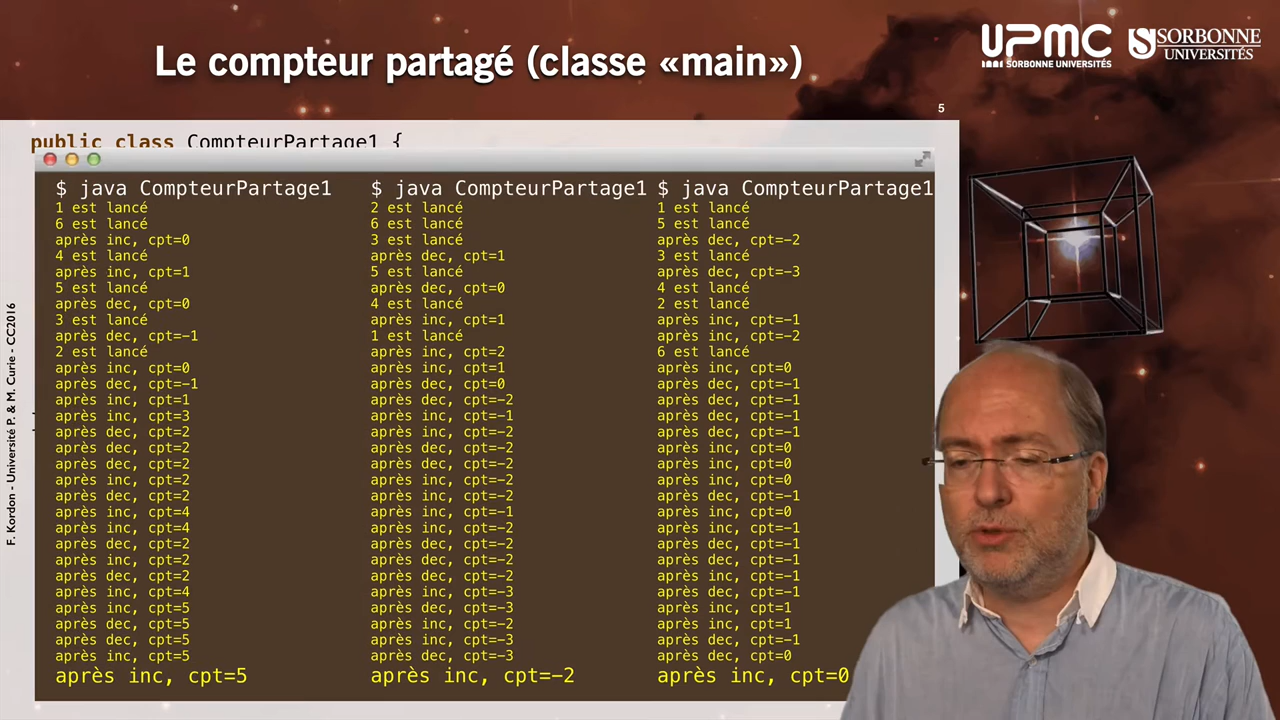 Le compteur partagé (classe «main»)
UPMC
SORBONNE UNIVERSITÉS
SORBONNE
UNIVERSITÉS
5
public class CompteurPartage1 {
F. Kordon - Université P. & M. Curie - CC2016
$ java CompteurPartage1
1 est lancé
6 est lancé
après inc, cpt=0
4 est lancé
après inc, cpt=1
5 est lancé
après dec, cpt=0
3 est lancé
après dec, cpt=-1
2 est lancé
après inc, cpt=0
après dec, cpt=-1
après inc, cpt=1
après inc, cpt=3
après dec, cpt=2
après dec, cpt=2
après dec, cpt=2
après inc, cpt=2
après dec, cpt=2
après inc, cpt=4
après inc, cpt=4
après dec, cpt=2
après inc, cpt=2
après dec, cpt=2
après inc, cpt=4
après inc, cpt=5
après dec, cpt=5
après dec, cpt=5
après inc, cpt=5
après inc, cpt=5
$ java CompteurPartage1
2 est lancé
6 est lancé
3 est lancé
après dec, cpt=1
5 est lancé
après dec, cpt=0
4 est lancé
après inc, cpt=1
1 est lancé
après inc, cpt=2
après inc, cpt=1
après dec, cpt=0
après dec, cpt=-2
après inc, cpt=-1
après inc, cpt=-2
après dec, cpt=-2
après dec, cpt=-2
après inc, cpt=-2
après inc, cpt=-2
après inc, cpt=-1
après dec, cpt=-2
après dec, cpt=-2
après dec, cpt=-2
après dec, cpt=-2
après inc, cpt=-3
après dec, cpt=-3
après inc, cpt=-2
après inc, cpt=-3
après dec, cpt=-3
après inc, cpt=-2
$ java CompteurPartage1
1 est lancé
5 est lancé
après dec, cpt=-2
3 est lancé
après dec, cpt=-3
4 est lancé
2 est lancé
après inc, cpt=-1
après inc, cpt=-2
6 est lancé
après inc, cpt=0
après dec, cpt=-1
après dec, cpt=-1
après dec, cpt=-1
après dec, cpt=-1
après inc, cpt=0
après inc, cpt=0
après inc, cpt=0
après dec, cpt=-1
après inc, cpt=0
après inc, cpt=-1
après dec, cpt=-1
après dec, cpt=-1
après inc, cpt=-1
après dec, cpt=-1
après inc, cpt=1
après inc, cpt=1
après dec, cpt=-1
après dec, cpt=0
après inc, cpt=0